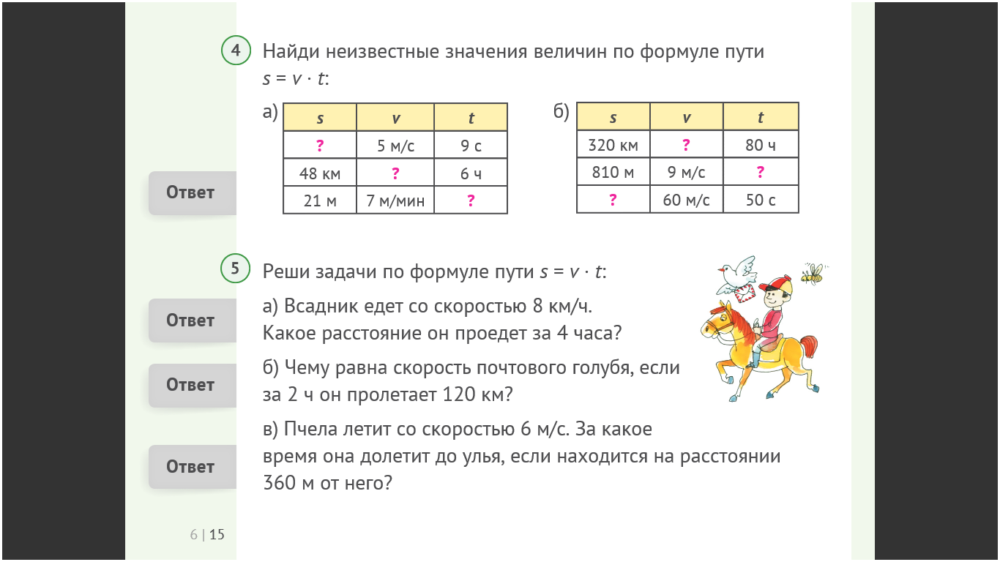 4 Найди неизвестные значения величин по формуле пути
s = v · t:
а)
s v t
? 5 м/с 9 с
48 км ? 6 ч
21 м 7 м/мин ?
б)
s v t
320 км ? 80 ч
810 м 9 м/с ?
? 60 м/с 50 с
Ответ
5 Реши задачи по формуле пути s = v · t:
а) Всадник едет со скоростью 8 км/ч.
Ответ
Какое расстояние он проедет за 4 часа?
б) Чему равна скорость почтового голубя, если
Ответ
за 2 ч он пролетает 120 км?
в) Пчела летит со скоростью 6 м/с. За какое
время она долетит до улья, если находится на расстоянии
Ответ
360 м от него?
6 | 15